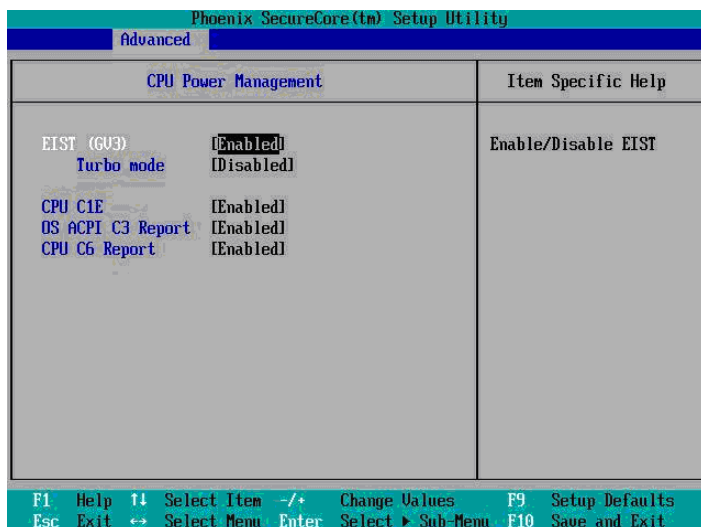 Phoenix SecureCore(tm) Setup Utility
Advanced
CPU Power Management
Item Specific Help
EIST (GV3) [Enabled]
Enable/Disable EIST
Turbo mode [Disabled]
CPU C1E [Enabled]
OS ACPI C3 Report [Enabled]
CPU C6 Report [Enabled]
F1 Help ↑↓ Select Item -/+ Change Values F9 Setup Defaults
Esc Exit ↔ Select Menu Enter Select ▶ Sub-Menu F10 Save and Exit